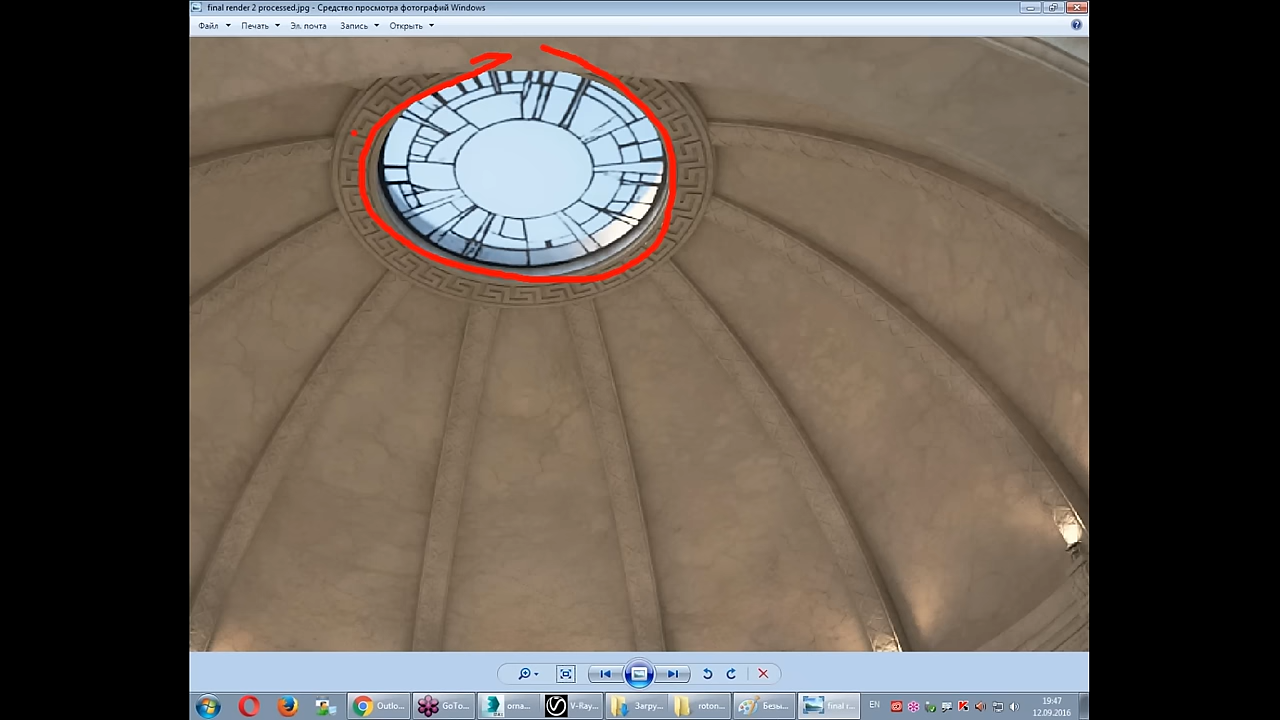 final render 2 processed.jpg - Средство просмотра фотографий Windows
Файл Печать Эл. почта Запись Открыть
Outlo... GoTo... orna... V-Ray... Загру... roton... Безы... final r... EN 19:47
12.09.2016